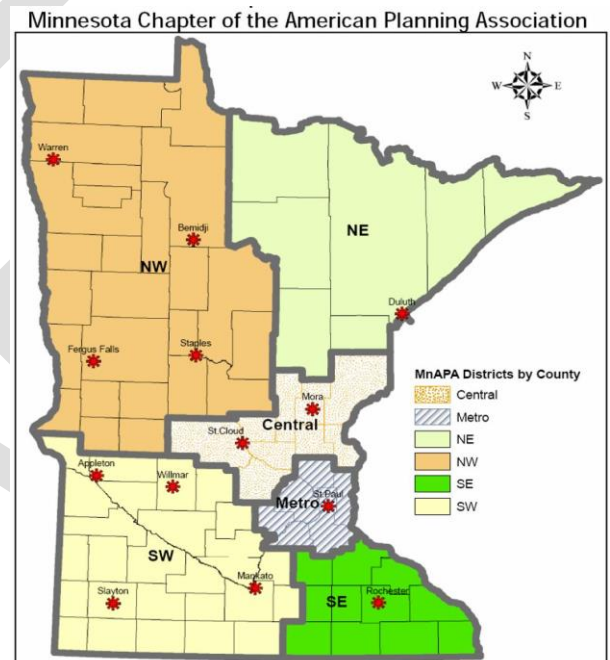 Minnesota Chapter of the American Planning Association
N
W E
S
Warren
Bemidji
NW
NE
Duluth
Fergus Falls
Staples
MnAPA Districts by County
Central
Metro
NE
NW
SE
SW
Mora
Central
St.Cloud
Appleton
Willmar
Metro
St.Paul
SW
Mankato
Slayton
SE
Rochester